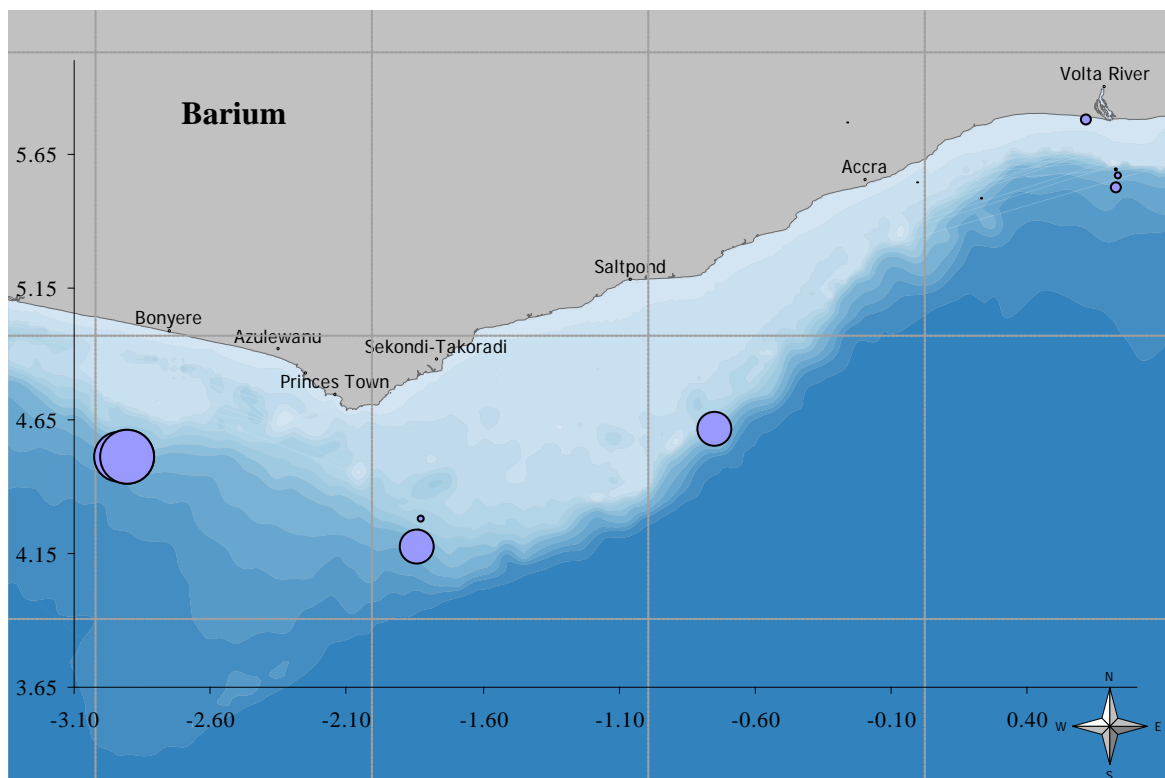 Volta River
Barium
5.65
Accra
Saltpond
5.15
Bonyere
Azulewanu
Sekondi-Takoradi
Princes Town
4.65
4.15
3.65
N
-3.10 -2.60 -2.10 -1.60 -1.10 -0.60 -0.10 0.40
W E
S